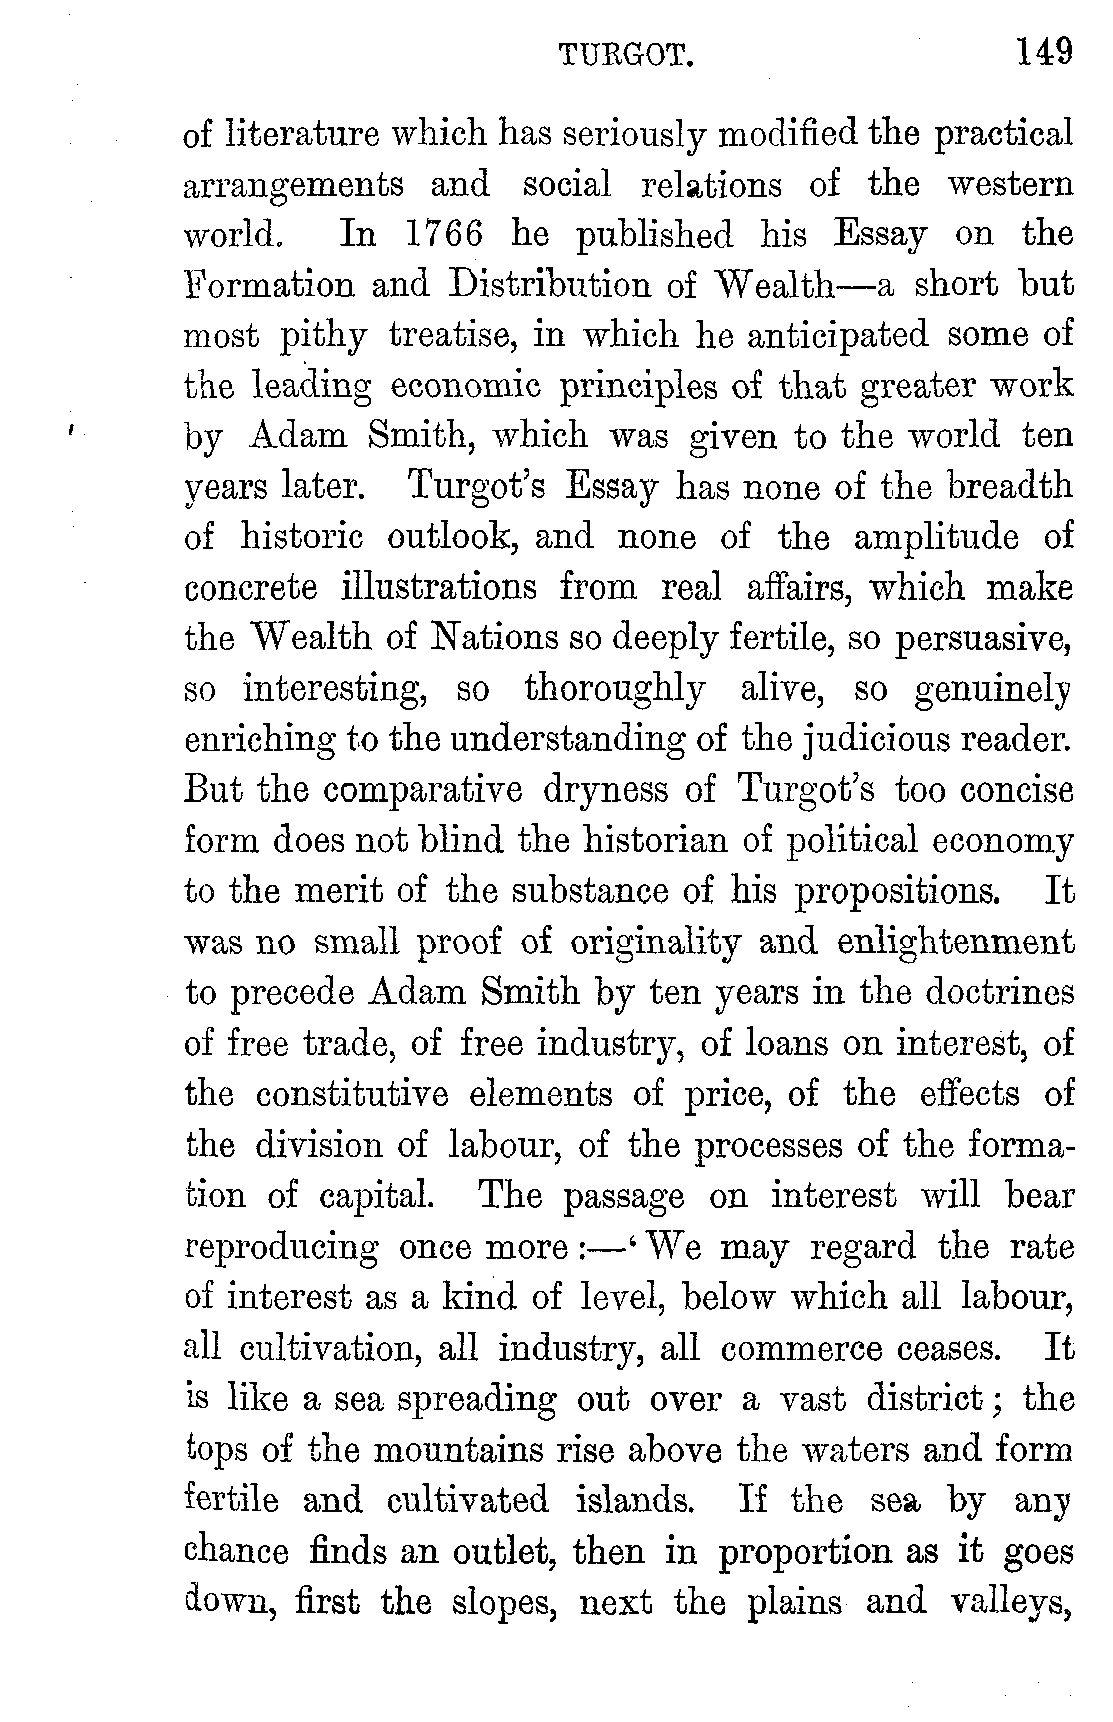 TURGOT. 149
of literature which has seriously modified the practical
arrangements and social relations of the western
world. In 1766 he published his Essay on the
Formation and Distribution of Wealth—a short but
most pithy treatise, in which he anticipated some of
the leading economic principles of that greater work
by Adam Smith, which was given to the world ten
years later. Turgot's Essay has none of the breadth
of historic outlook, and none of the amplitude of
concrete illustrations from real affairs, which make
the Wealth of Nations so deeply fertile, so persuasive,
so interesting, so thoroughly alive, so genuinely
enriching to the understanding of the judicious reader.
But the comparative dryness of Turgot's too concise
form does not blind the historian of political economy
to the merit of the substance of his propositions. It
was no small proof of originality and enlightenment
to precede Adam Smith by ten years in the doctrines
of free trade, of free industry, of loans on interest, of
the constitutive elements of price, of the effects of
the division of labour, of the processes of the forma-
tion of capital. The passage on interest will bear
reproducing once more:—‘We may regard the rate
of interest as a kind of level, below which all labour,
all cultivation, all industry, all commerce ceases. It
is like a sea spreading out over a vast district; the
tops of the mountains rise above the waters and form
fertile and cultivated islands. If the sea by any
chance finds an outlet, then in proportion as it goes
down, first the slopes, next the plains and valleys,